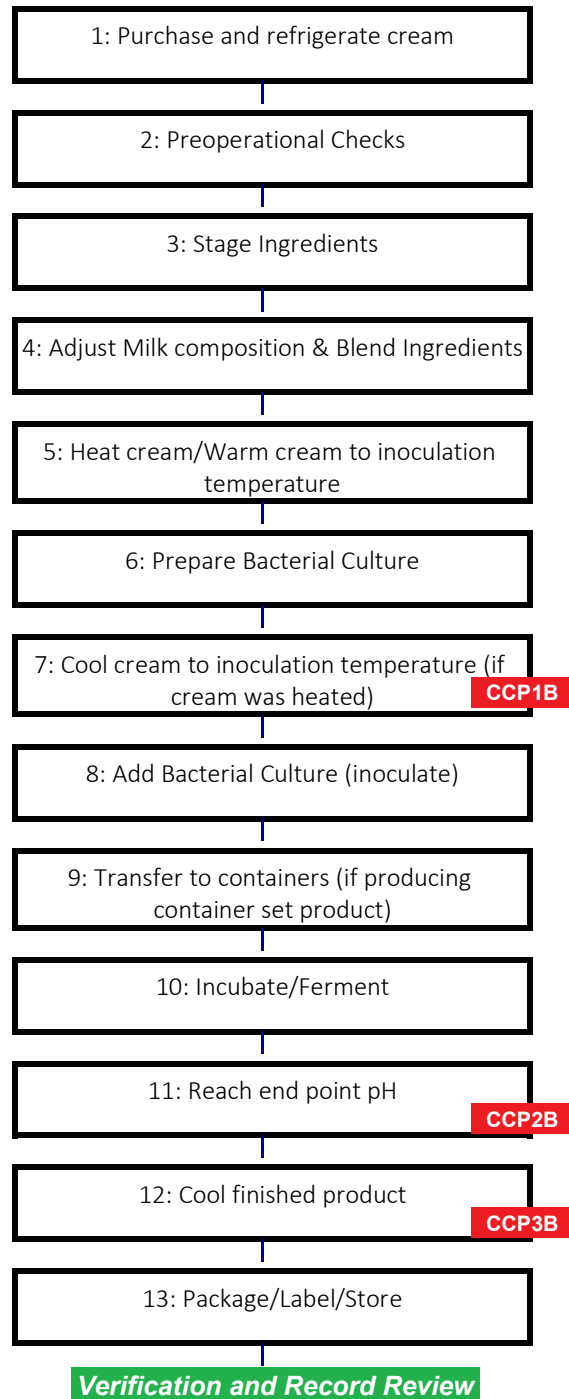 1: Purchase and refrigerate cream
2: Preoperational Checks
3: Stage Ingredients
4: Adjust Milk composition & Blend Ingredients
5: Heat cream/Warm cream to inoculation
temperature
6: Prepare Bacterial Culture
7: Cool cream to inoculation temperature (if
cream was heated)
CCP1B
8: Add Bacterial Culture (inoculate)
9: Transfer to containers (if producing
container set product)
10: Incubate/Ferment
11: Reach end point pH
CCP2B
12: Cool finished product
CCP3B
13: Package/Label/Store
Verification and Record Review